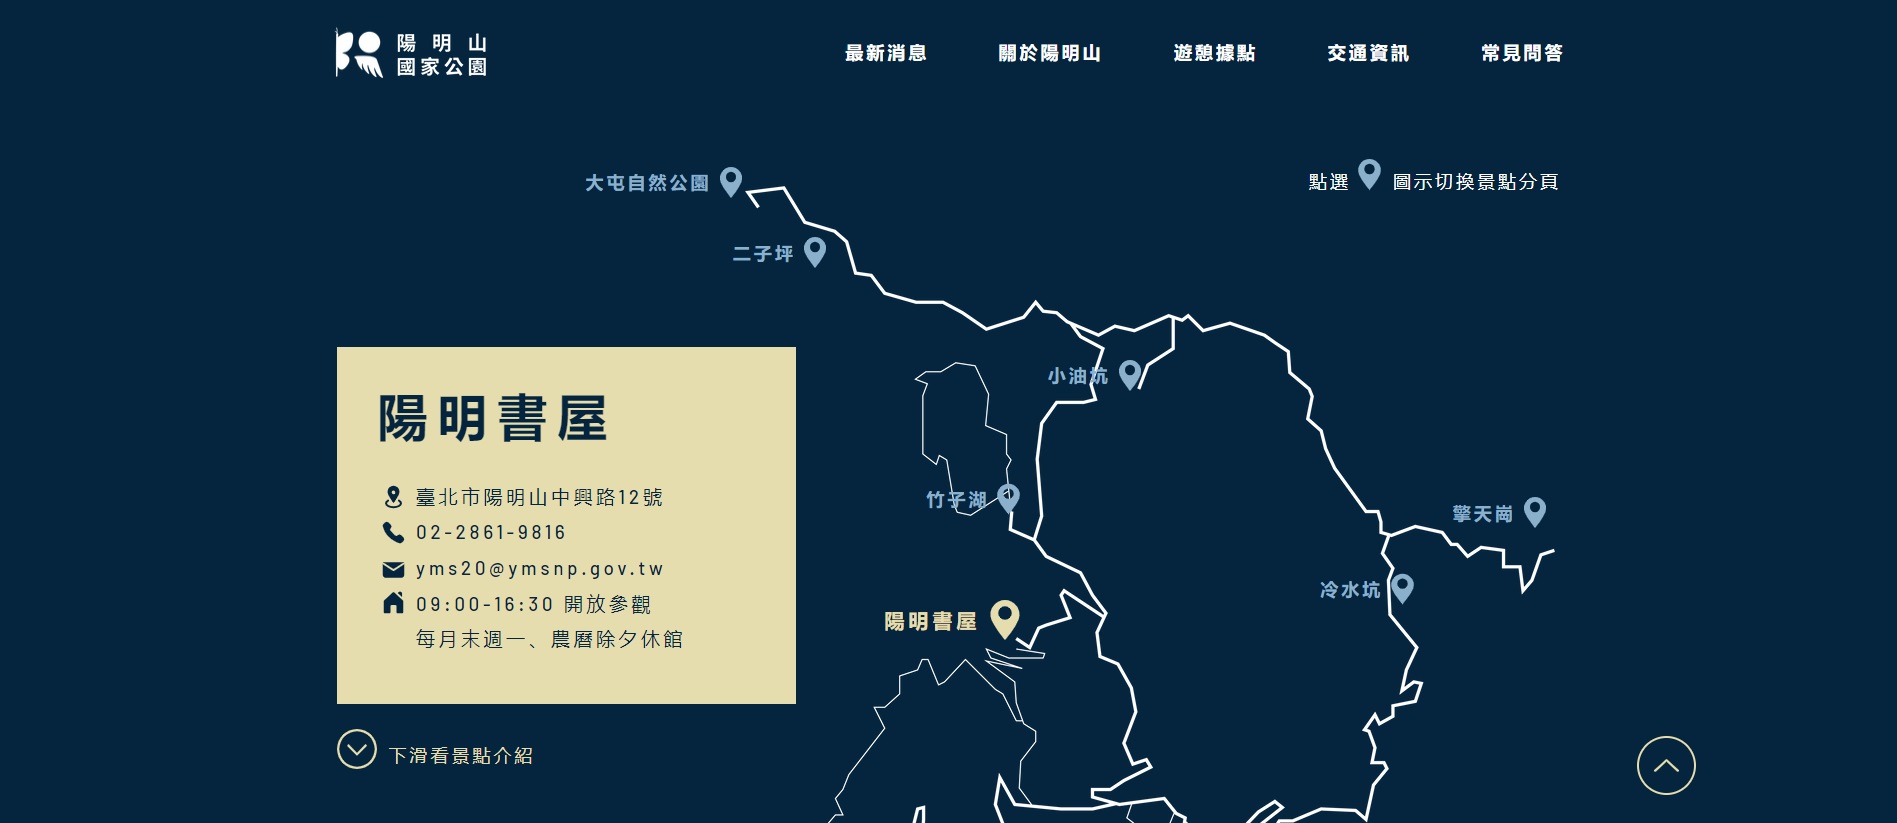 陽明山
國家公園
最新消息
關於陽明山
遊憩據點
交通資訊
常見問答
大屯自然公園
點選 圖示切換景點分頁
二子坪
小油坑
竹子湖
擎天崗
冷水坑
陽明書屋
陽明書屋
臺北市陽明山中興路12號
02-2861-9816
yms20@ymsnp.gov.tw
09:00-16:30 開放參觀
每月末週一、農曆除夕休館
下滑看景點介紹